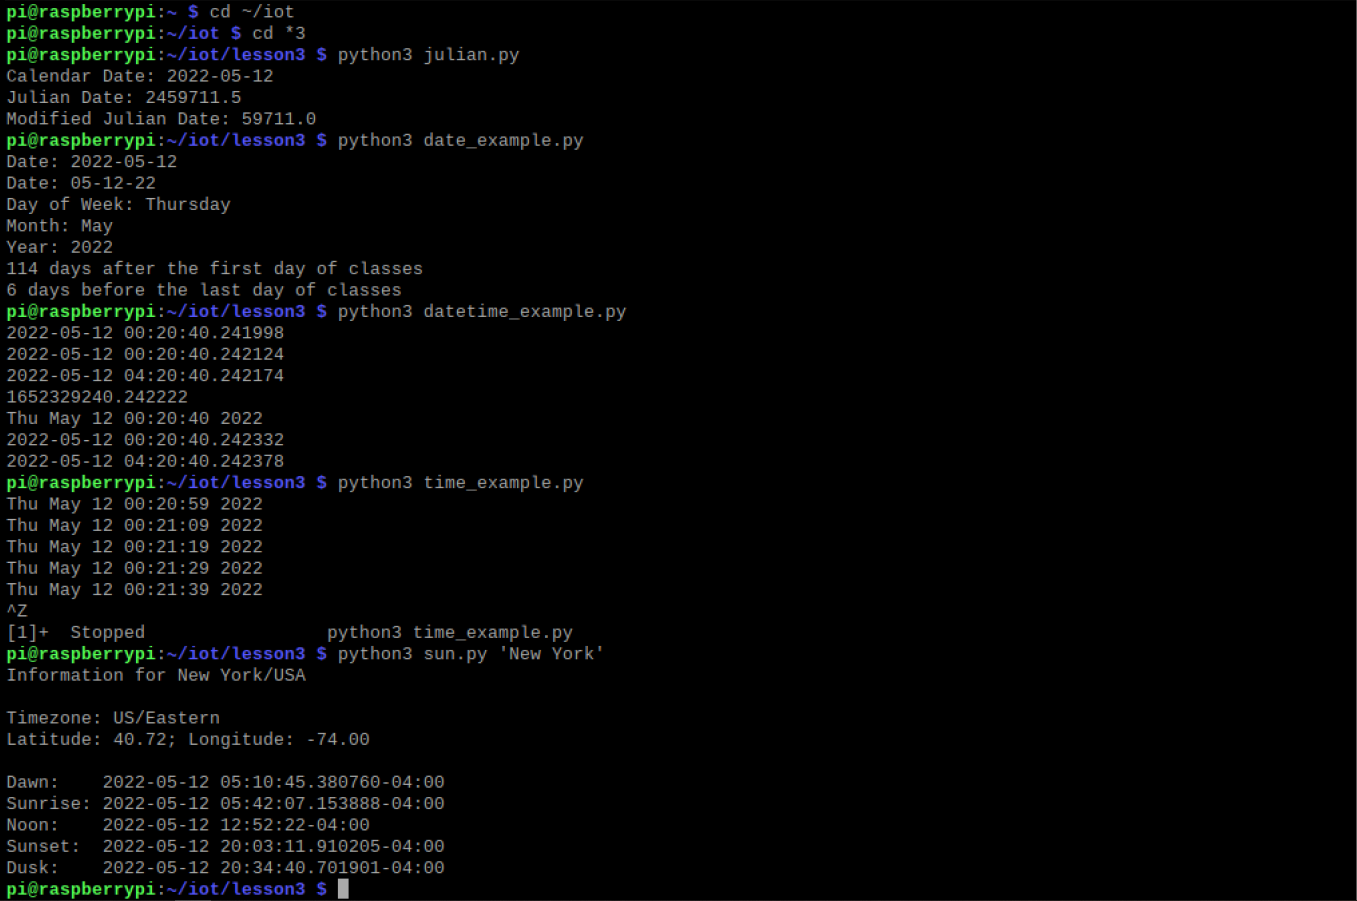 pi@raspberrypi:~ $ cd ~/iot
pi@raspberrypi:~/iot $ cd *3
pi@raspberrypi:~/iot/lesson3 $ python3 julian.py
Calendar Date: 2022-05-12
Julian Date: 2459711.5
Modified Julian Date: 59711.0
pi@raspberrypi:~/iot/lesson3 $ python3 date_example.py
Date: 2022-05-12
Date: 05-12-22
Day of Week: Thursday
Month: May
Year: 2022
114 days after the first day of classes
6 days before the last day of classes
pi@raspberrypi:~/iot/lesson3 $ python3 datetime_example.py
2022-05-12 00:20:40.241998
2022-05-12 00:20:40.242124
2022-05-12 04:20:40.242174
1652329240.242222
Thu May 12 00:20:40 2022
2022-05-12 00:20:40.242332
2022-05-12 04:20:40.242378
pi@raspberrypi:~/iot/lesson3 $ python3 time_example.py
Thu May 12 00:20:59 2022
Thu May 12 00:21:09 2022
Thu May 12 00:21:19 2022
Thu May 12 00:21:29 2022
Thu May 12 00:21:39 2022
^Z
[1]+  Stopped                 python3 time_example.py
pi@raspberrypi:~/iot/lesson3 $ python3 sun.py 'New York'
Information for New York/USA

Timezone: US/Eastern
Latitude: 40.72; Longitude: -74.00

Dawn:    2022-05-12 05:10:45.380760-04:00
Sunrise: 2022-05-12 05:42:07.153888-04:00
Noon:    2022-05-12 12:52:22-04:00
Sunset:  2022-05-12 20:03:11.910205-04:00
Dusk:    2022-05-12 20:34:40.701901-04:00
pi@raspberrypi:~/iot/lesson3 $